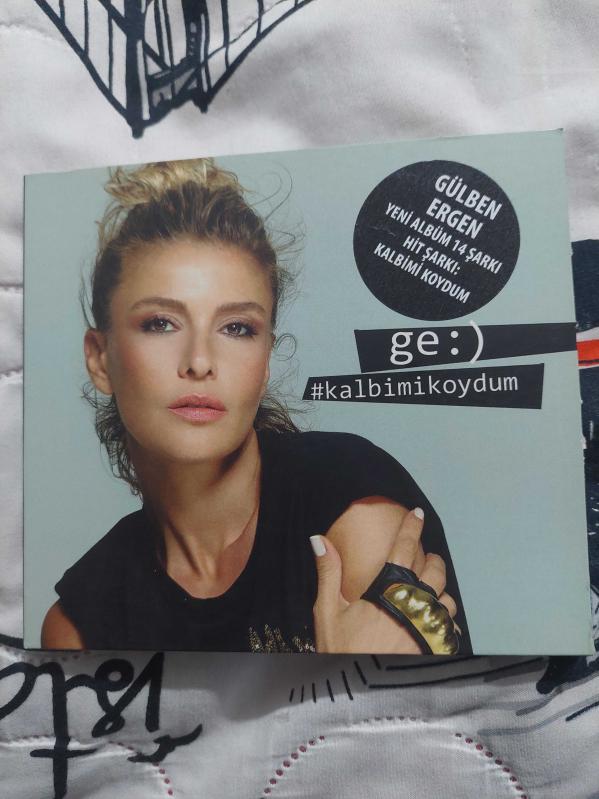 GÜLBEN
ERGEN
YENİ ALBÜM 14 ŞARKI
HİT ŞARKI:
KALBİMİ KOYDUM
ge:)
#kalbimikoydum